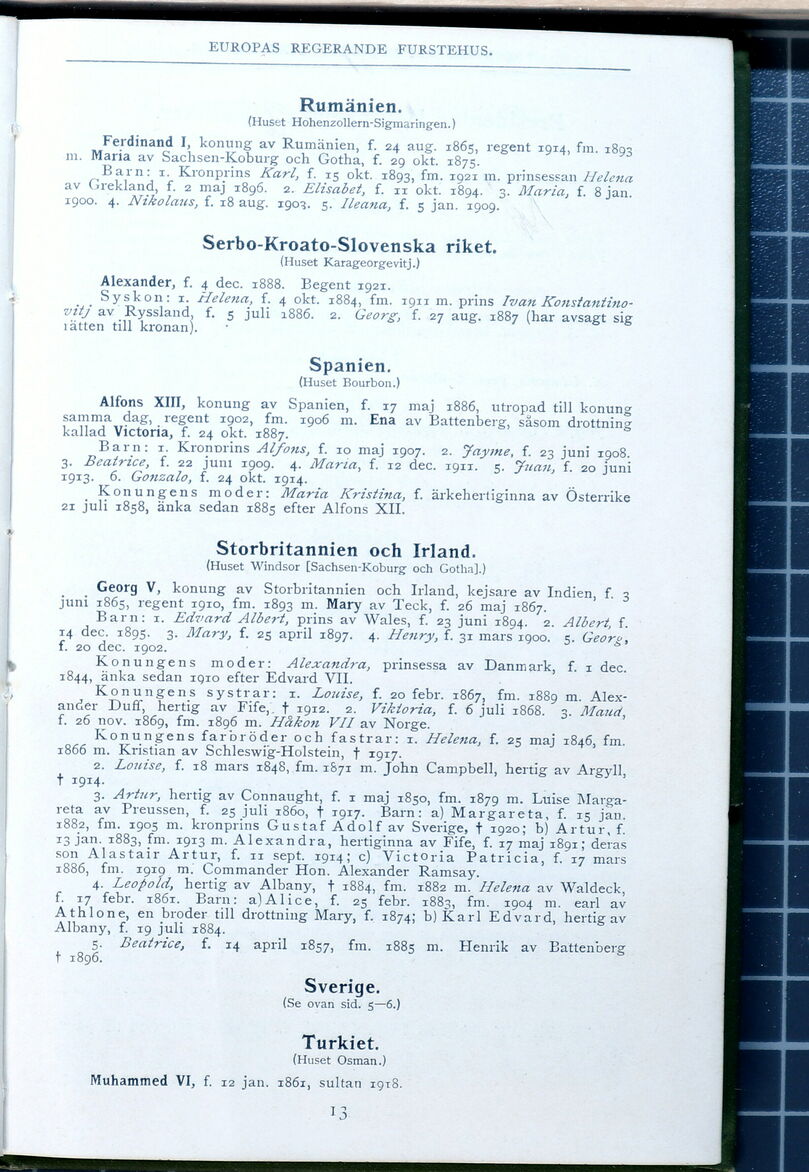 EUROPAS REGERANDE FURSTEHUS.
Rumänien.
(Huset Hohenzollern-Sigmaringen.)
Ferdinand I, konung av Rumänien, f. 24 aug. 1865, regent 1914, fm. 1893
m. Maria av Sachsen-Koburg och Gotha, f. 29 okt. 1875.
Barn: 1. Kronprins Karl, f. 15 okt. 1893, fm. 1921 m. prinsessan Helena
av Grekland, f. 2 maj 1896. 2. Elisabet, f. 11 okt. 1894. 3. Maria, f. 8 jan.
1900. 4. Nikolaus, f. 18 aug. 1903. 5. Ileana, f. 5 jan. 1909.
Serbo-Kroato-Slovenska riket.
(Huset Karageorgevitj.)
Alexander, f. 4 dec. 1888. Begent 1921.
Syskon: 1. Helena, f. 4 okt. 1884, fm. 1911 m. prins Ivan Konstantino-
vitj av Ryssland, f. 5 juli 1886. 2. Georg, f. 27 aug. 1887 (har avsagt sig
rätten till kronan).
Spanien.
(Huset Bourbon.)
Alfons XIII, konung av Spanien, f. 17 maj 1886, utropad till konung
samma dag, regent 1902, fm. 1906 m. Ena av Battenberg, såsom drottning
kallad Victoria, f. 24 okt. 1887.
Barn: 1. Kronprins Alfons, f. 10 maj 1907. 2. Jayme, f. 23 juni 1908.
3. Beatrice, f. 22 juni 1909. 4. Maria, f. 12 dec. 1911. 5. Juan, f. 20 juni
1913. 6. Gonzalo, f. 24 okt. 1914.
Konungens moder: Maria Kristina, f. ärkehertiginna av Österrike
21 juli 1858, änka sedan 1885 efter Alfons XII.
Storbritannien och Irland.
(Huset Windsor [Sachsen-Koburg och Gotha].)
Georg V, konung av Storbritannien och Irland, kejsare av Indien, f. 3
juni 1865, regent 1910, fm. 1893 m. Mary av Teck, f. 26 maj 1867.
Barn: 1. Edvard Albert, prins av Wales, f. 23 juni 1894. 2. Albert, f.
14 dec. 1895. 3. Mary, f. 25 april 1897. 4. Henry, f. 31 mars 1900. 5. Georg,
f. 20 dec. 1902.
Konungens moder: Alexandra, prinsessa av Danmark, f. 1 dec.
1844, änka sedan 1910 efter Edvard VII.
Konungens systrar: 1. Louise, f. 20 febr. 1867, fm. 1889 m. Alex-
ander Duff, hertig av Fife, † 1912. 2. Viktoria, f. 6 juli 1868. 3. Maud,
f. 26 nov. 1869, fm. 1896 m. Håkon VII av Norge.
Konungens farbröder och fastrar: 1. Helena, f. 25 maj 1846, fm.
1866 m. Kristian av Schleswig-Holstein, † 1917.
2. Louise, f. 18 mars 1848, fm. 1871 m. John Campbell, hertig av Argyll,
† 1914.
3. Artur, hertig av Connaught, f. 1 maj 1850, fm. 1879 m. Luise Marga-
reta av Preussen, f. 25 juli 1860, † 1917. Barn: a) Margareta, f. 15 jan.
1882, fm. 1905 m. kronprins Gustaf Adolf av Sverige, † 1920; b) Artur, f.
13 jan. 1883, fm. 1913 m. Alexandra, hertiginna av Fife, f. 17 maj 1891; deras
son Alastair Artur, f. 11 sept. 1914; c) Victoria Patricia, f. 17 mars
1886, fm. 1919 m. Commander Hon. Alexander Ramsay.
4. Leopold, hertig av Albany, † 1884, fm. 1882 m. Helena av Waldeck,
f. 17 febr. 1861. Barn: a) Alice, f. 25 febr. 1883, fm. 1904 m. earl av
Athlone, en broder till drottning Mary, f. 1874; b) Karl Edvard, hertig av
Albany, f. 19 juli 1884.
5. Beatrice, f. 14 april 1857, fm. 1885 m. Henrik av Battenberg
† 1896.
Sverige.
(Se ovan sid. 5—6.)
Turkiet.
(Huset Osman.)
Muhammed VI, f. 12 jan. 1861, sultan 1918.
13